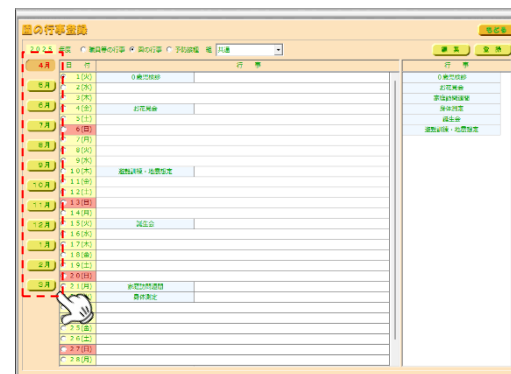 園の行事登録
2025 年度 職員等の行事 園の行事 予防接種 組 共通
編集 登録
4月 日 付 行 事 行 事
1(火) 0歳児検診 0歳児検診
5月 2(水) お花見会
3(木) 家庭訪問週間
6月 4(金) お花見会 身体測定
5(土) 誕生会
7月 6(日) 避難訓練・地震想定
7(月)
8月 8(火)
9(水)
9月 10(木) 避難訓練・地震想定
11(金)
10月 12(土)
11月 13(日)
14(月)
12月 15(火) 誕生会
16(水)
1月 17(木)
18(金)
2月 19(土)
20(日)
3月 21(月) 家庭訪問週間
身体測定
25(金)
26(土)
27(日)
28(月)